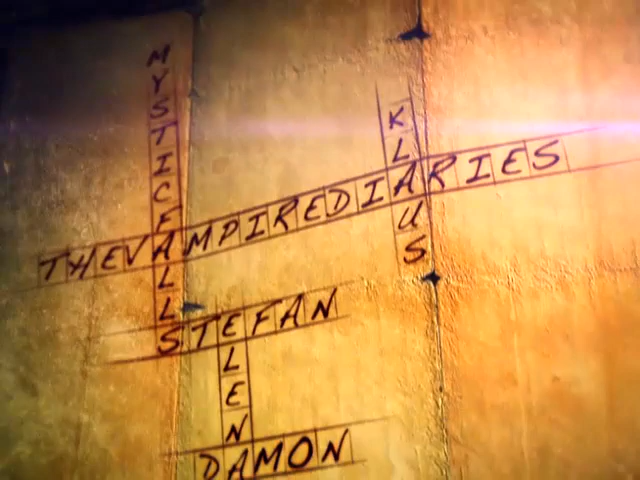 MYSTICFALLS
KLAUS
THEVAMPIREDIARIES
STEFAN
ELENA
DAMON